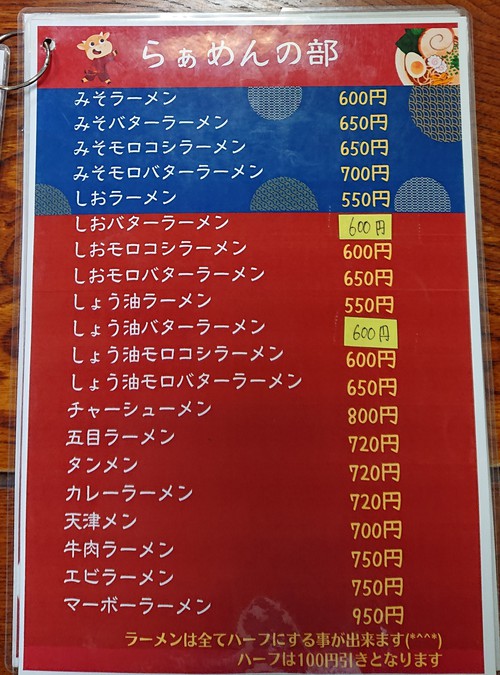 らぁめんの部
みそラーメン 600円
みそバターラーメン 650円
みそモロコシラーメン 650円
みそモロバターラーメン 700円
しおラーメン 550円
しおバターラーメン 600円
しおモロコシラーメン 600円
しおモロバターラーメン 650円
しょう油ラーメン 550円
しょう油バターラーメン 600円
しょう油モロコシラーメン 600円
しょう油モロバターラーメン 650円
チャーシューメン 800円
五目ラーメン 720円
タンメン 720円
カレーラーメン 720円
天津メン 700円
牛肉ラーメン 750円
エビラーメン 750円
マーボーラーメン 950円
ラーメンは全てハーフにする事が出来ます(*^^*)
ハーフは100円引きとなります